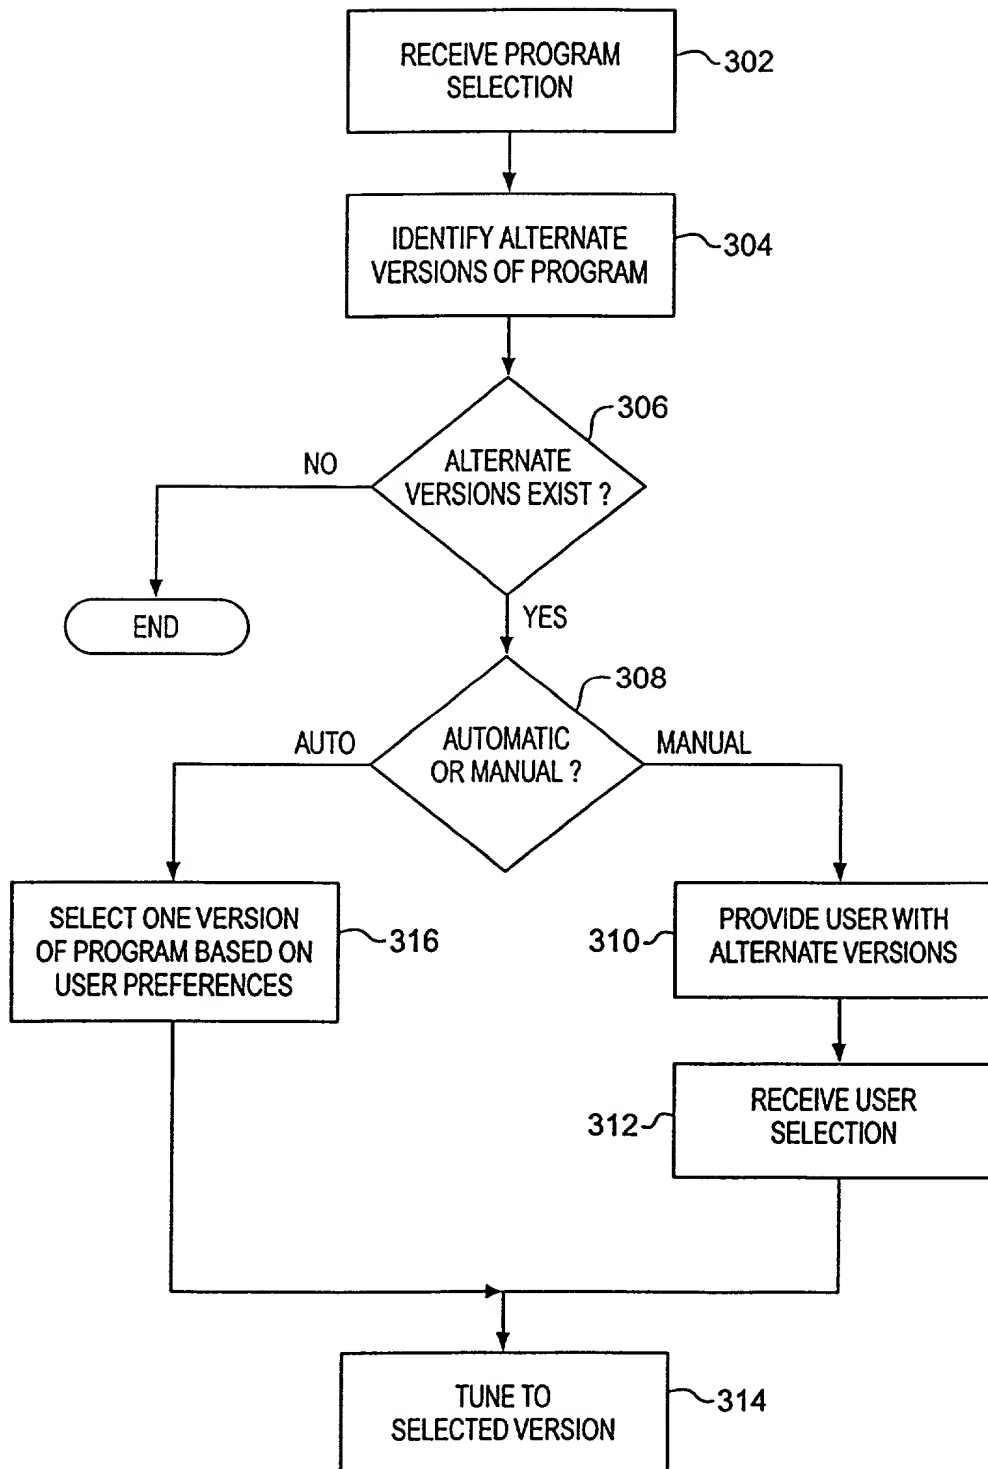 RECEIVE PROGRAM
SELECTION
302
IDENTIFY ALTERNATE
VERSIONS OF PROGRAM
304
306
ALTERNATE
VERSIONS EXIST ?
NO
END
YES
308
AUTOMATIC
OR MANUAL ?
AUTO
MANUAL
SELECT ONE VERSION
OF PROGRAM BASED ON
USER PREFERENCES
316
310
PROVIDE USER WITH
ALTERNATE VERSIONS
312
RECEIVE USER
SELECTION
TUNE TO
SELECTED VERSION
314